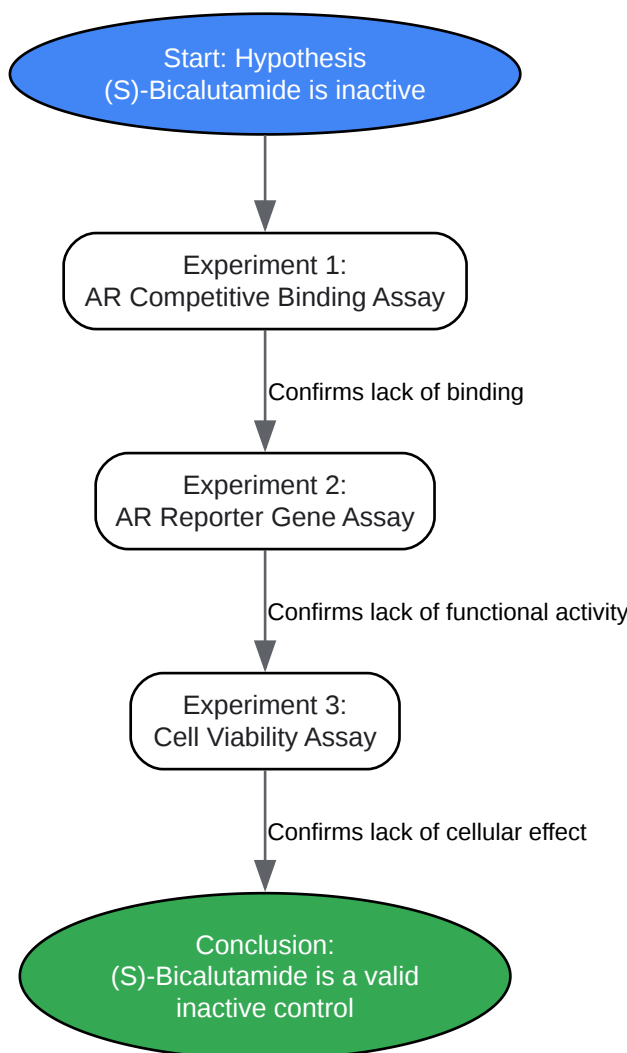 Start: Hypothesis
(S)-Bicalutamide is inactive
Experiment 1:
AR Competitive Binding Assay
Confirms lack of binding
Experiment 2:
AR Reporter Gene Assay
Confirms lack of functional activity
Experiment 3:
Cell Viability Assay
Confirms lack of cellular effect
Conclusion:
(S)-Bicalutamide is a valid
inactive control